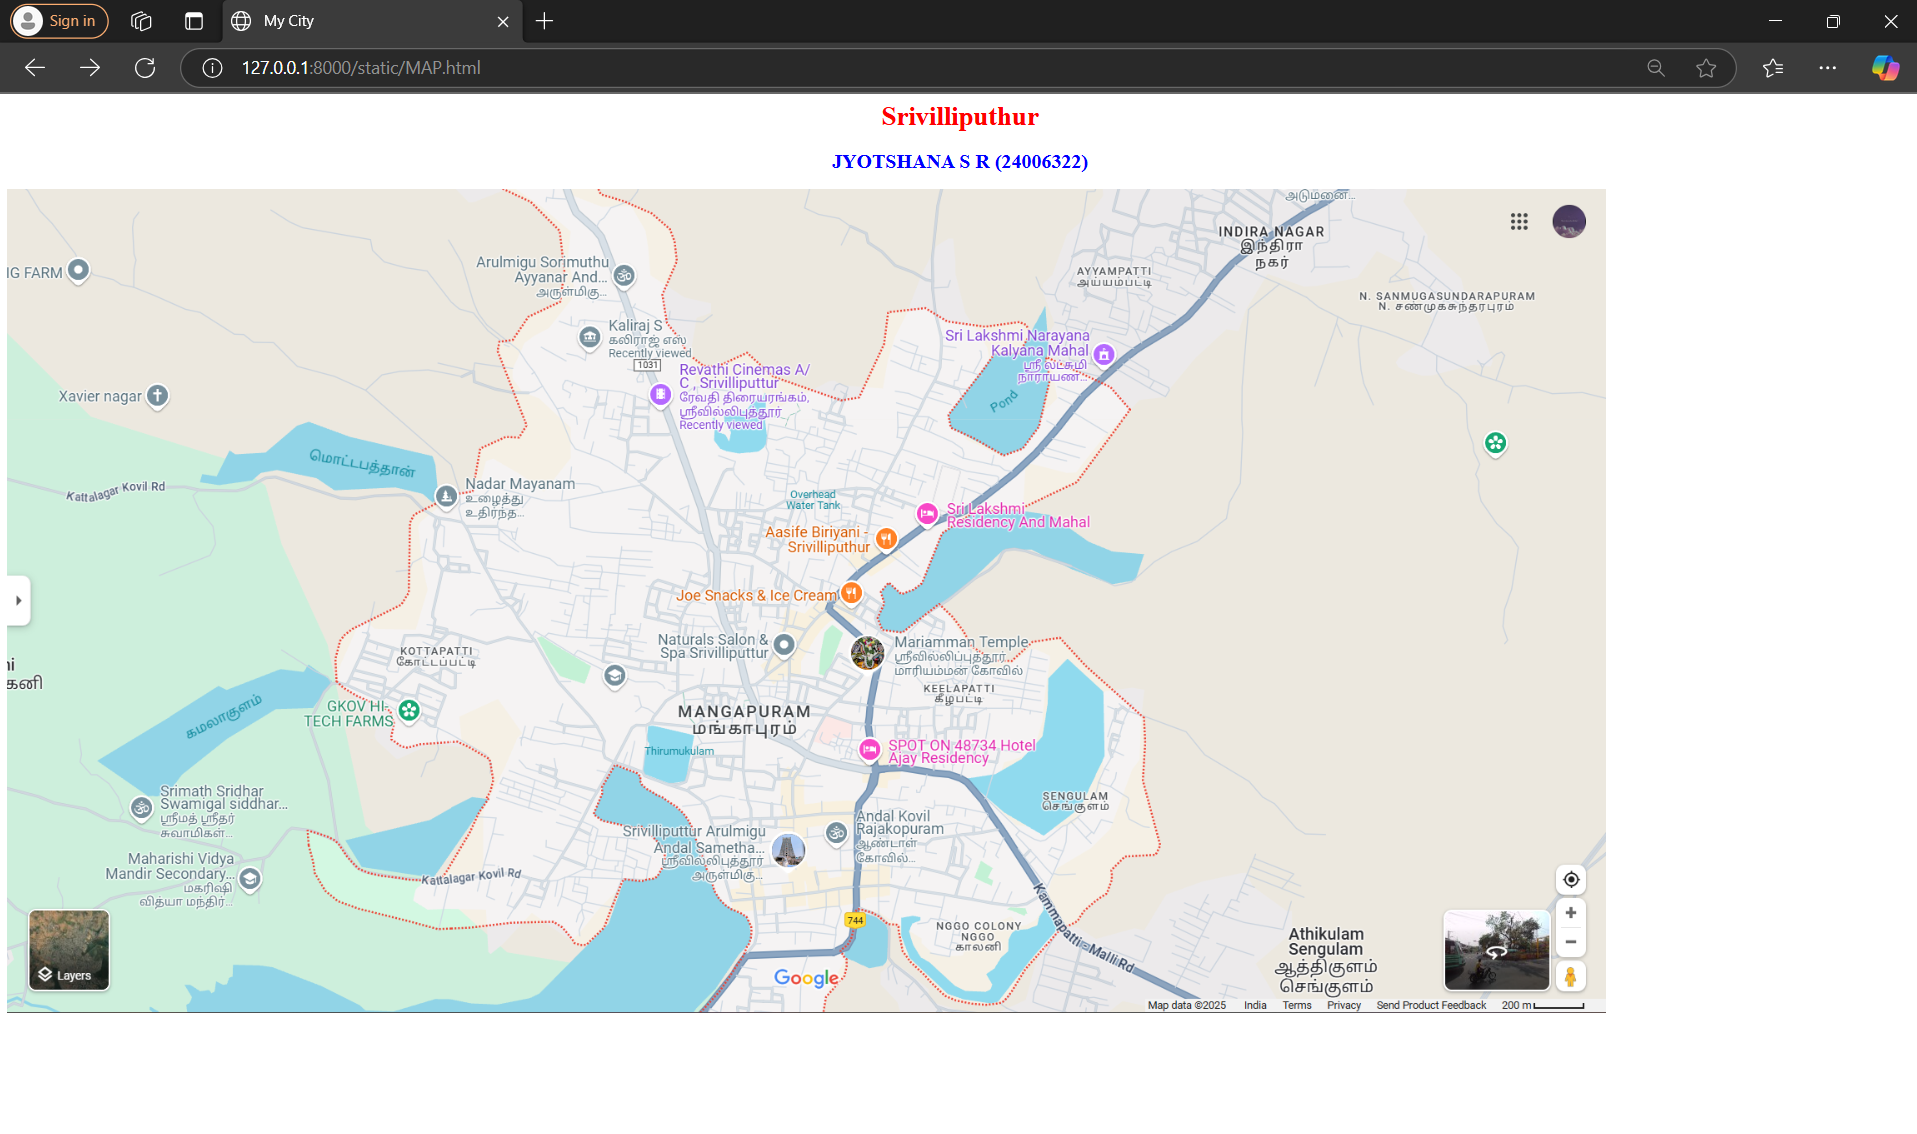 Sign in
My City
127.0.0.1:8000/static/MAP.html
Srivilliputhur
JYOTSHANA S R (24006322)
அடுமனை...
INDIRA NAGAR
இந்திரா
நகர்
IG FARM
Arulmigu Sorimuthu
Ayyanar And...
அருள்மிகு...
AYYAMPATTI
அய்யம்பட்டி
N. SANMUGASUNDARAPURAM
N. சண்முகசுந்தரபுரம்
Kaliraj S
கலிராஜ் எஸ்
Recently viewed
1031
Sri Lakshmi Narayana
Kalyana Mahal
ஸ்ரீ லட்சுமி
நாராயண...
Revathi Cinemas A/
C , Srivilliputtur
ரேவதி திரையரங்கம்,
ஸ்ரீவில்லிபுத்தூர்
Recently viewed
Xavier nagar
Pond
மொட்டபத்தான்
Kattalagar Kovil Rd
Nadar Mayanam
உழைத்து
உதிரந்த...
Overhead
Water Tank
Sri Lakshmi
Residency And Mahal
Aasife Biriyani -
Srivilliputhur
Joe Snacks & Ice Cream
Naturals Salon &
Spa Srivilliputtur
Mariamman Temple
ஸ்ரீவில்லிப்புத்தூர்
மாரியம்மன் கோவில்
KOTTAPATTI
கோட்டப்பட்டி
KEELAPATTI
கீழபட்டி
கமலாகுளம்
GKOV HI-
TECH FARMS
MANGAPURAM
மங்காபுரம்
Thirumukulam
SPOT ON 48734 Hotel
Ajay Residency
SENGULAM
செங்குளம்
Srimath Sridhar
Swamigal siddhar...
ஸ்ரீமத் ஸ்ரீதர்
சுவாமிகள்...
Srivilliputtur Arulmigu
Andal Sametha...
ஸ்ரீவில்லிபுத்தூர்
அருள்மிகு...
Andal Kovil
Rajakopuram
ஆண்டாள்
கோவில்...
Maharishi Vidya
Mandir Secondary...
மகரிஷி
வித்யா மந்திர்...
Kattalagar Kovil Rd
744
Kammapatti - Malli Rd
NGGO COLONY
NGGO
காலனி
Athikulam
Sengulam
ஆத்திகுளம்
செங்குளம்
Layers
Google
Map data ©2025 India Terms Privacy Send Product Feedback 200 m